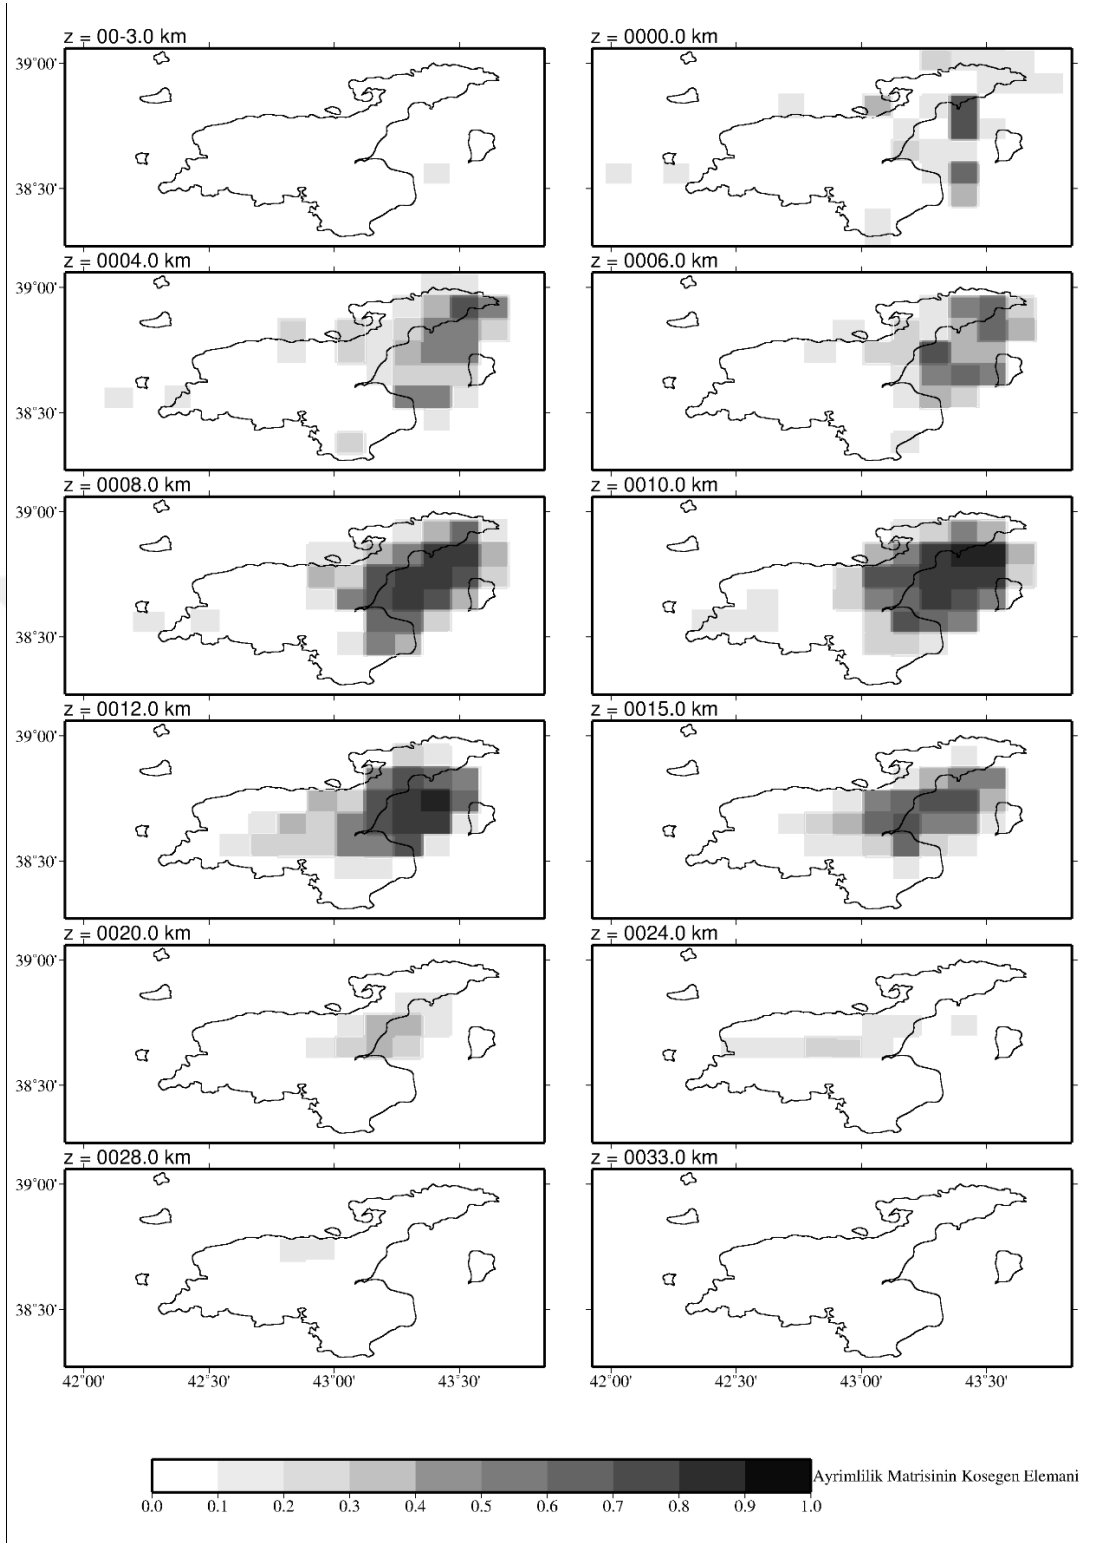 z = 00-3.0 km
z = 0000.0 km
39°00'
38°30'
z = 0004.0 km
z = 0006.0 km
39°00'
38°30'
z = 0008.0 km
z = 0010.0 km
39°00'
38°30'
z = 0012.0 km
z = 0015.0 km
39°00'
38°30'
z = 0020.0 km
z = 0024.0 km
39°00'
38°30'
z = 0028.0 km
z = 0033.0 km
39°00'
38°30'
42°00' 42°30' 43°00' 43°30' 42°00' 42°30' 43°00' 43°30'
Ayrimlilik Matrisinin Kosegen Elemani
0.0 0.1 0.2 0.3 0.4 0.5 0.6 0.7 0.8 0.9 1.0